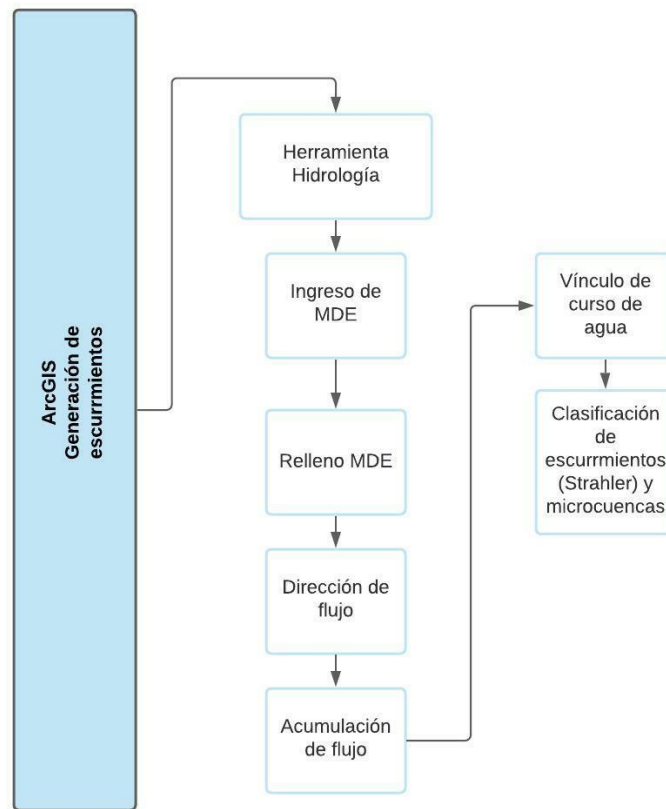 ArcGIS
Generación de
escurrmientos
Herramienta
Hidrología
Ingreso de
MDE
Relleno MDE
Dirección de
flujo
Acumulación
de flujo
Vínculo de
curso de
agua
Clasificación
de
escurrmientos
(Strahler) y
microcuencas